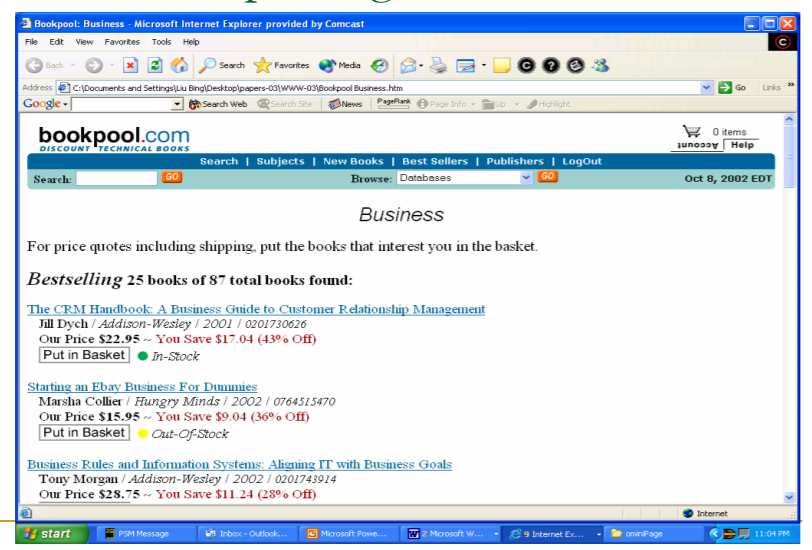 Bookpool: Business - Microsoft Internet Explorer provided by Comcast
File Edit View Favorites Tools Help
Back Search Favorites Media
Address C:\Documents and Settings\Liu Bing\Desktop\papers-03\WWW-03\Bookpool Business.htm Go Links »
Google Search Web Search Site News PageRank Page Info Up Highlight
bookpool.com
DISCOUNT TECHNICAL BOOKS
0 items
Account Help
Search | Subjects | New Books | Best Sellers | Publishers | LogOut
Search: GO Browse: Databases GO Oct 8, 2002 EDT
Business
For price quotes including shipping, put the books that interest you in the basket.
Bestselling 25 books of 87 total books found:
The CRM Handbook: A Business Guide to Customer Relationship Management
Jill Dych / Addison-Wesley / 2001 / 0201730626
Our Price $22.95 ~ You Save $17.04 (43% Off)
Put in Basket In-Stock
Starting an Ebay Business For Dummies
Marsha Collier / Hungry Minds / 2002 / 0764515470
Our Price $15.95 ~ You Save $9.04 (36% Off)
Put in Basket Out-Of-Stock
Business Rules and Information Systems: Aligning IT with Business Goals
Tony Morgan / Addison-Wesley / 2002 / 0201743914
Our Price $28.75 ~ You Save $11.24 (28% Off)
Internet
start PSM Message Inbox - Outlook... Microsoft Powe... 2 Microsoft W... 9 Internet Ex... ominiPage 11:04 PM